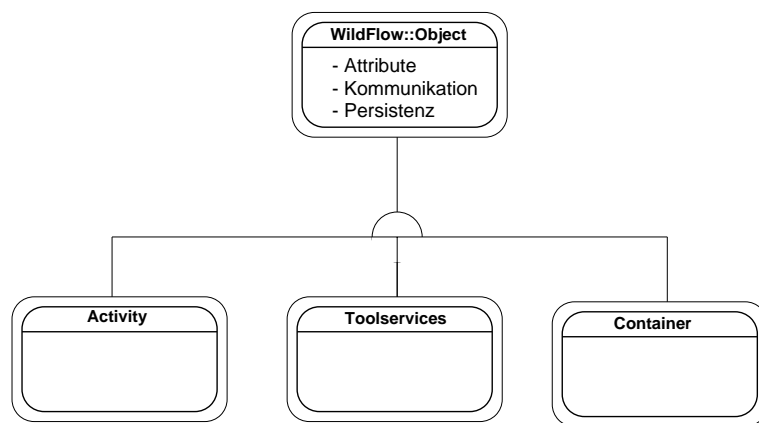 WildFlow::Object
- Attribute
- Kommunikation
- Persistenz
Activity
Toolservices
Container